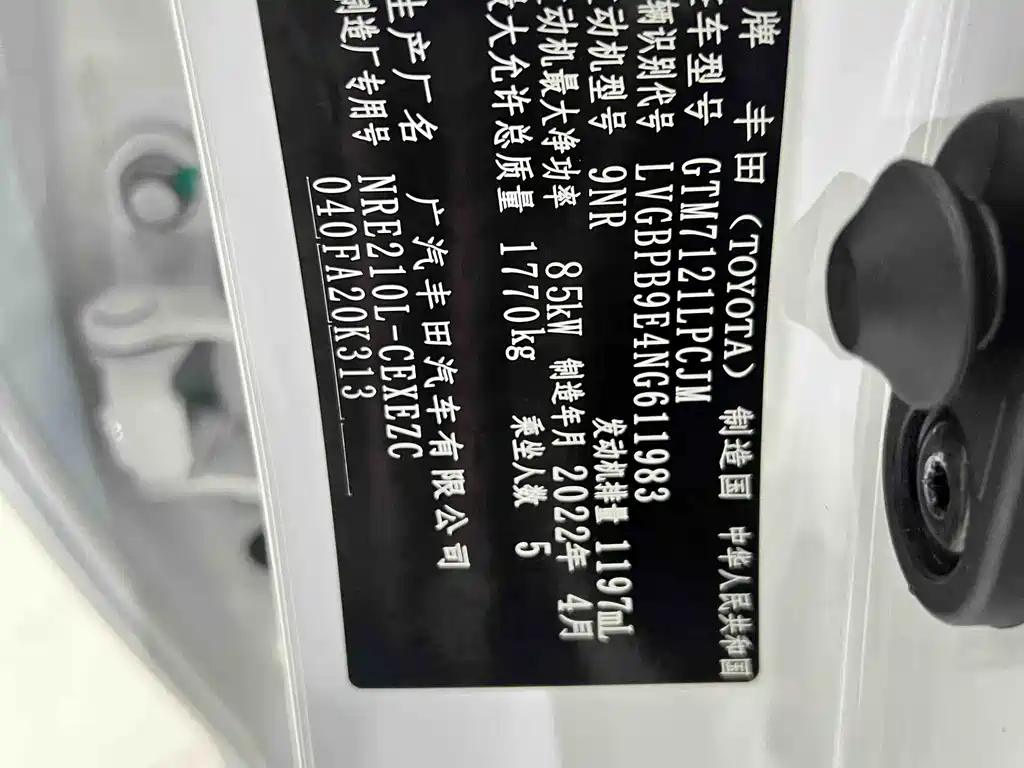 牌 丰田 (TOYOTA) 制造国 中华人民共和国
车型号 GTM7121LPCJM
辆识别代号 LVGBPB9E4NG611983
动机型号 9NR 发动机排量 1197mL
动机最大净功率 85kW 制造年月 2022年 4月
大允许总质量 1770kg 乘坐人数 5
生产厂名 广汽丰田汽车有限公司
制造厂专用号 NRE210L-CEXEZC
040FA20K313